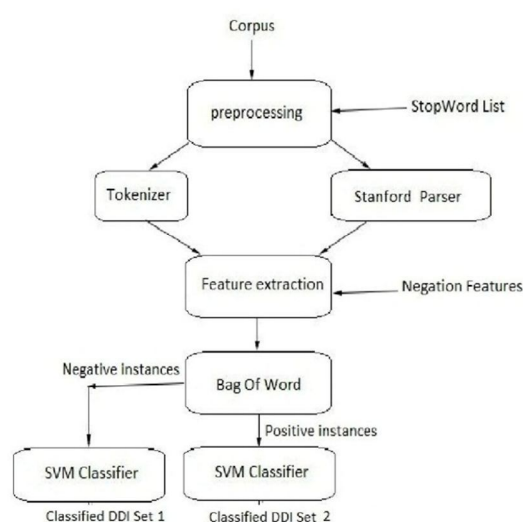 Corpus
preprocessing
StopWord List
Tokenizer
Stanford Parser
Feature extraction
Negation Features
Negative instances
Bag Of Word
Positive instances
SVM Classifier
SVM Classifier
Classified DDI Set 1
Classified DDI Set 2